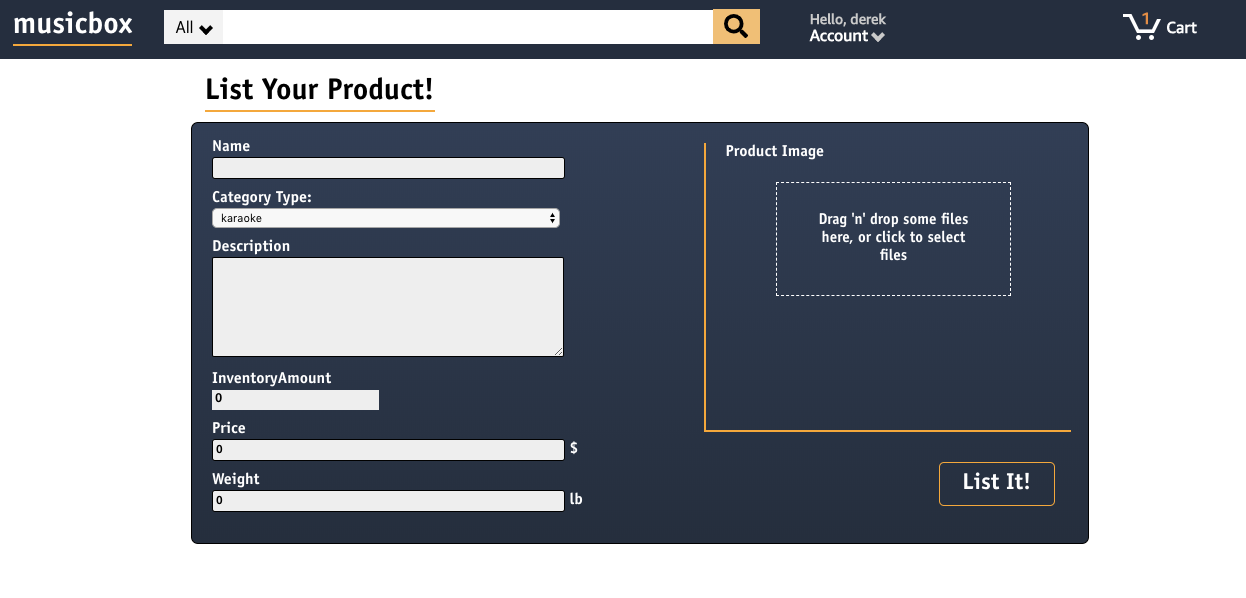 musicbox
All
Hello, derek
Account
1
Cart
List Your Product!
Name
Category Type:
karaoke
Description
InventoryAmount
0
Price
0 $
Weight
0 lb
Product Image
Drag 'n' drop some files
here, or click to select
files
List It!